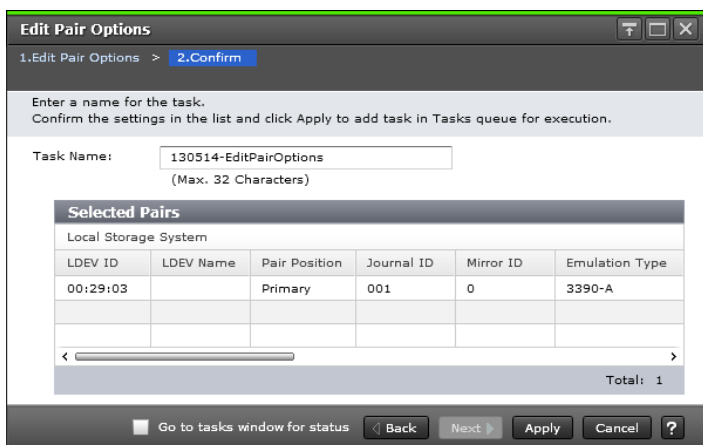 Edit Pair Options
1.Edit Pair Options > 2.Confirm
Enter a name for the task.
Confirm the settings in the list and click Apply to add task in Tasks queue for execution.
Task Name: 130514-EditPairOptions
(Max. 32 Characters)
Selected Pairs
Local Storage System
LDEV ID LDEV Name Pair Position Journal ID Mirror ID Emulation Type
00:29:03 Primary 001 0 3390-A
Total: 1
Go to tasks window for status Back Next Apply Cancel ?